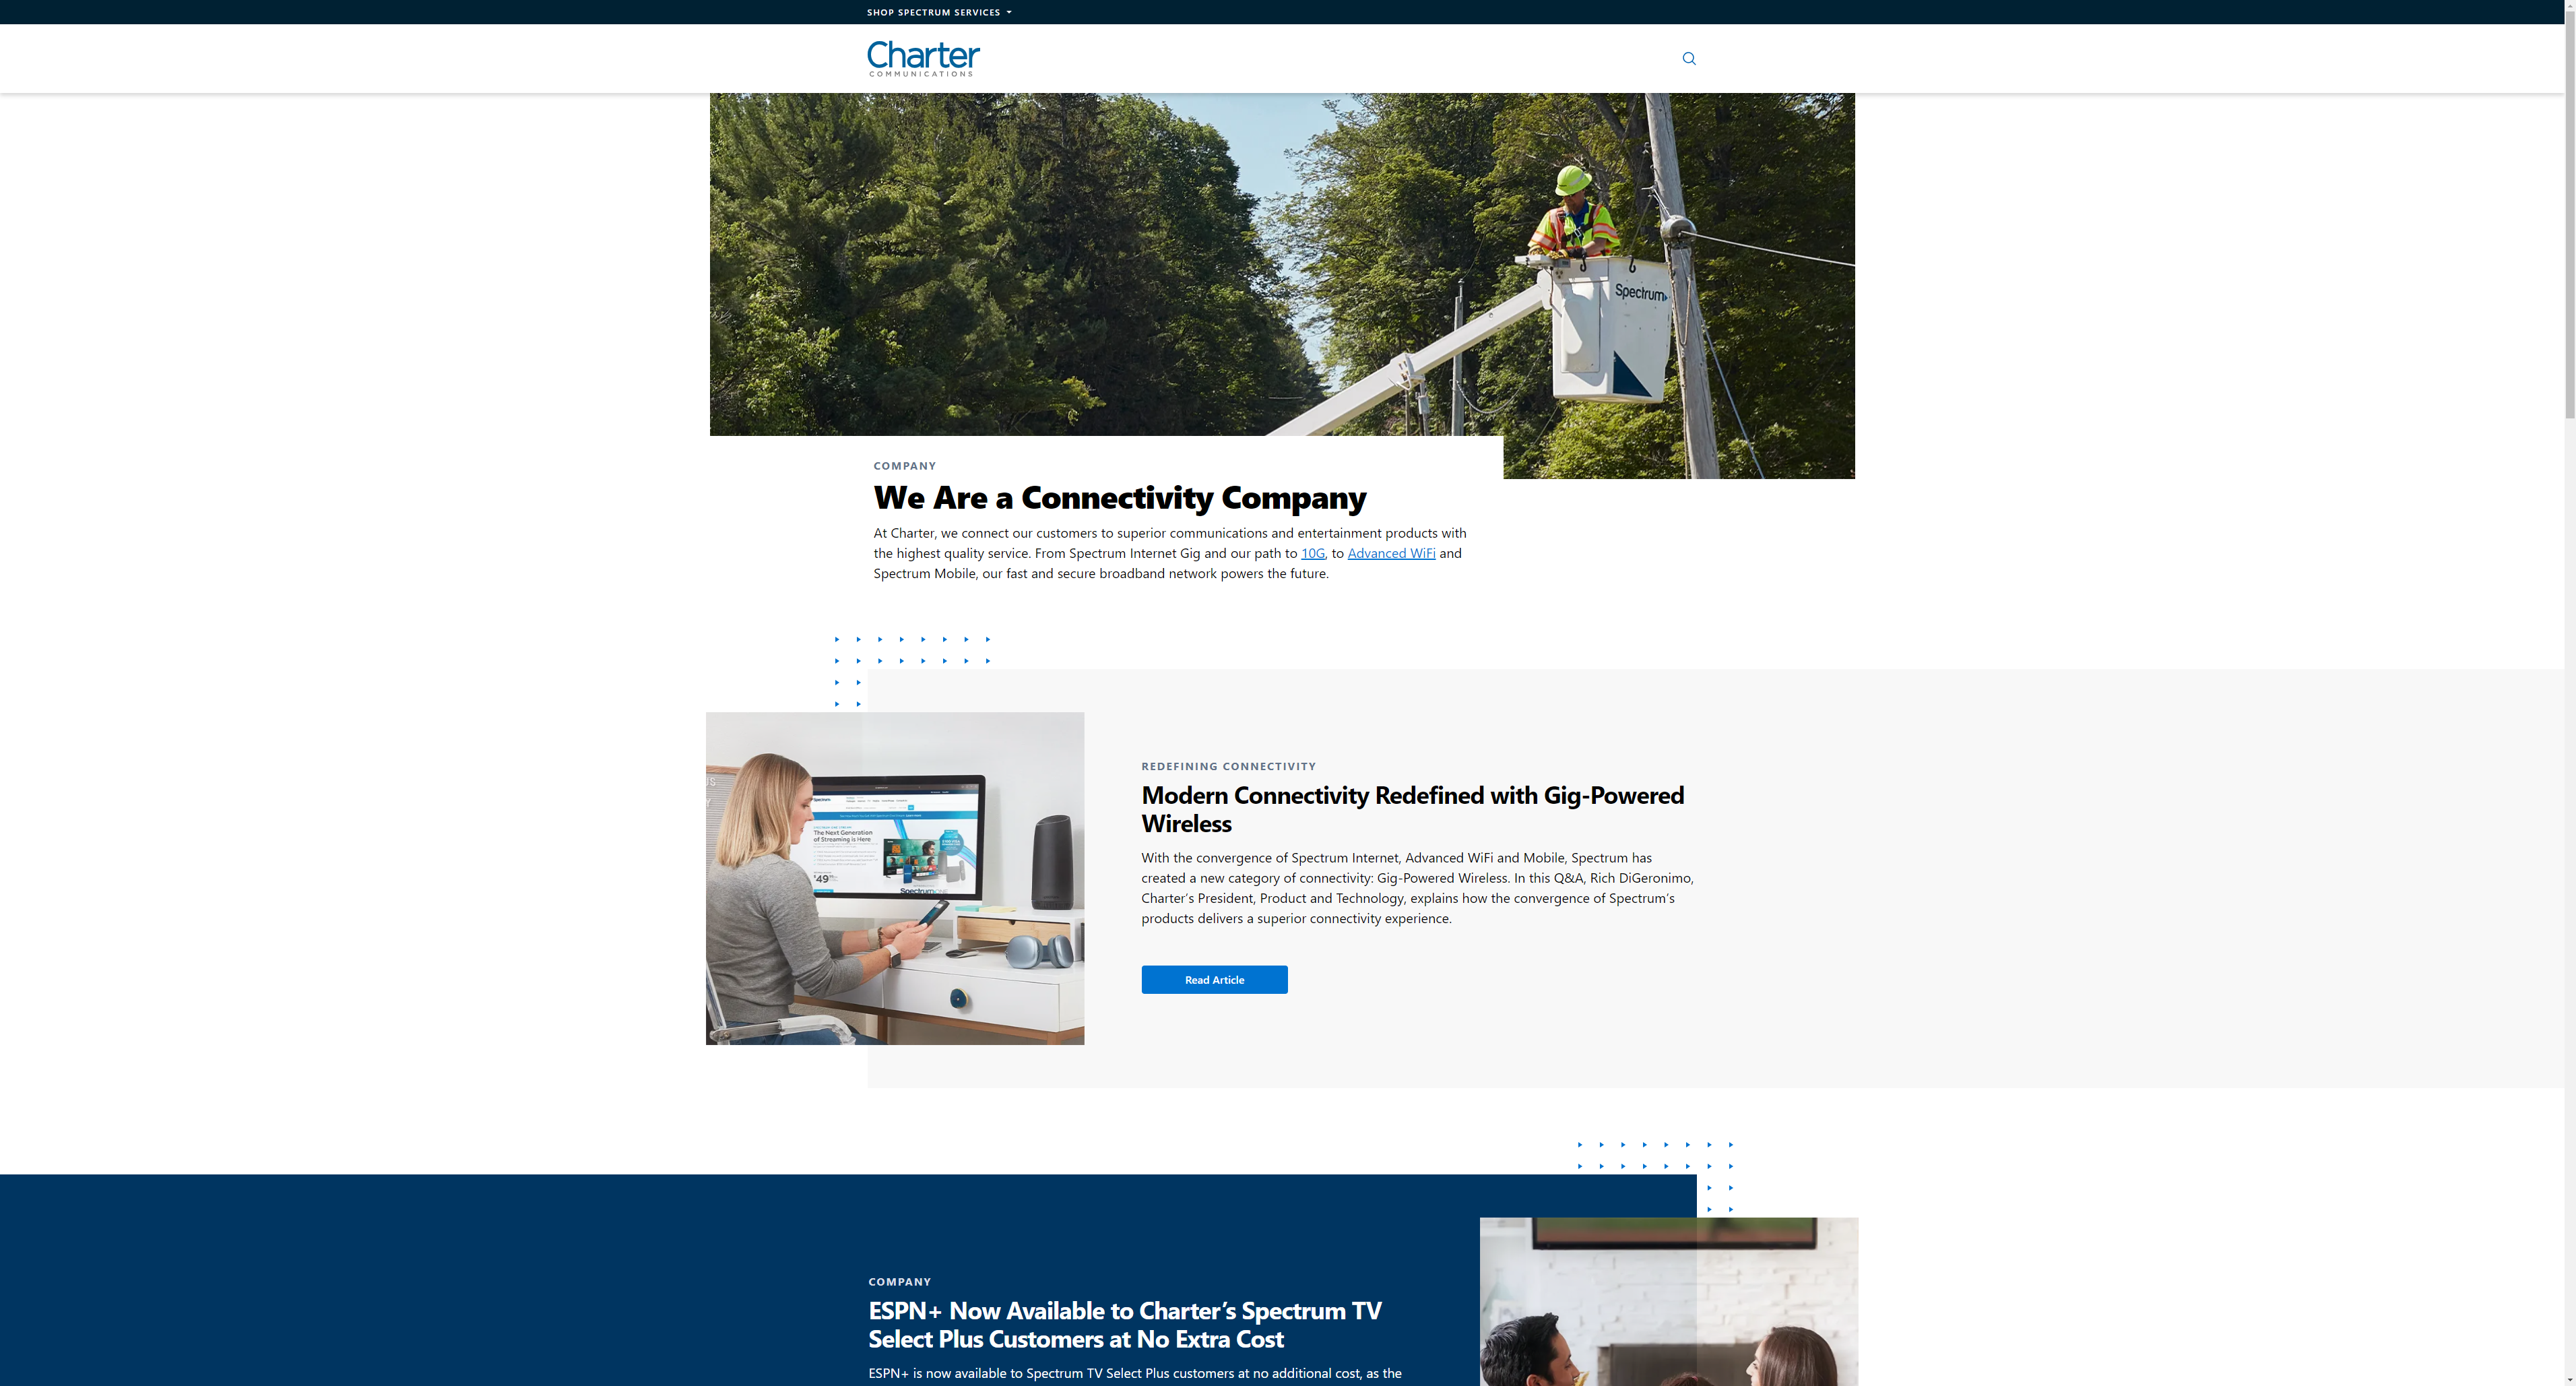 SHOP SPECTRUM SERVICES
Charter
COMMUNICATIONS
Spectrum
COMPANY
We Are a Connectivity Company
At Charter, we connect our customers to superior communications and entertainment products with
the highest quality service. From Spectrum Internet Gig and our path to 10G, to Advanced WiFi and
Spectrum Mobile, our fast and secure broadband network powers the future.
Spectrum
The Next Generation
of Streaming is Here
$49
Spectrum ONE
REDEFINING CONNECTIVITY
Modern Connectivity Redefined with Gig-Powered
Wireless
With the convergence of Spectrum Internet, Advanced WiFi and Mobile, Spectrum has
created a new category of connectivity: Gig-Powered Wireless. In this Q&A, Rich DiGeronimo,
Charter’s President, Product and Technology, explains how the convergence of Spectrum’s
products delivers a superior connectivity experience.
Read Article
COMPANY
ESPN+ Now Available to Charter’s Spectrum TV
Select Plus Customers at No Extra Cost
ESPN+ is now available to Spectrum TV Select Plus customers at no additional cost, as the